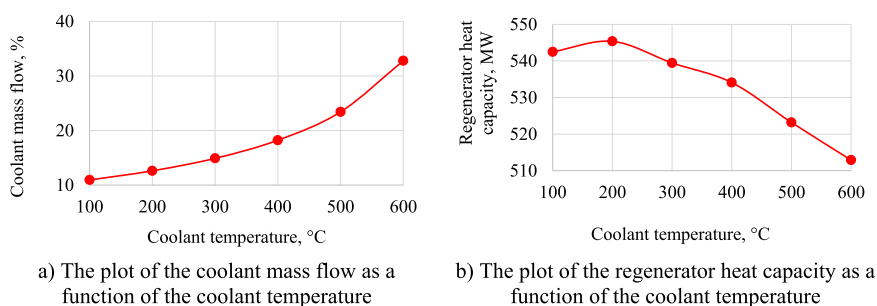 a)
Coolant mass flow, %
40
30
20
10
100 200 300 400 500 600
Coolant temperature, °C
a) The plot of the coolant mass flow as a
function of the coolant temperature
b)
Regenerator heat
capacity, MW
550
540
530
520
510
100 200 300 400 500 600
Coolant temperature, °C
b) The plot of the regenerator heat capacity as a
function of the coolant temperature